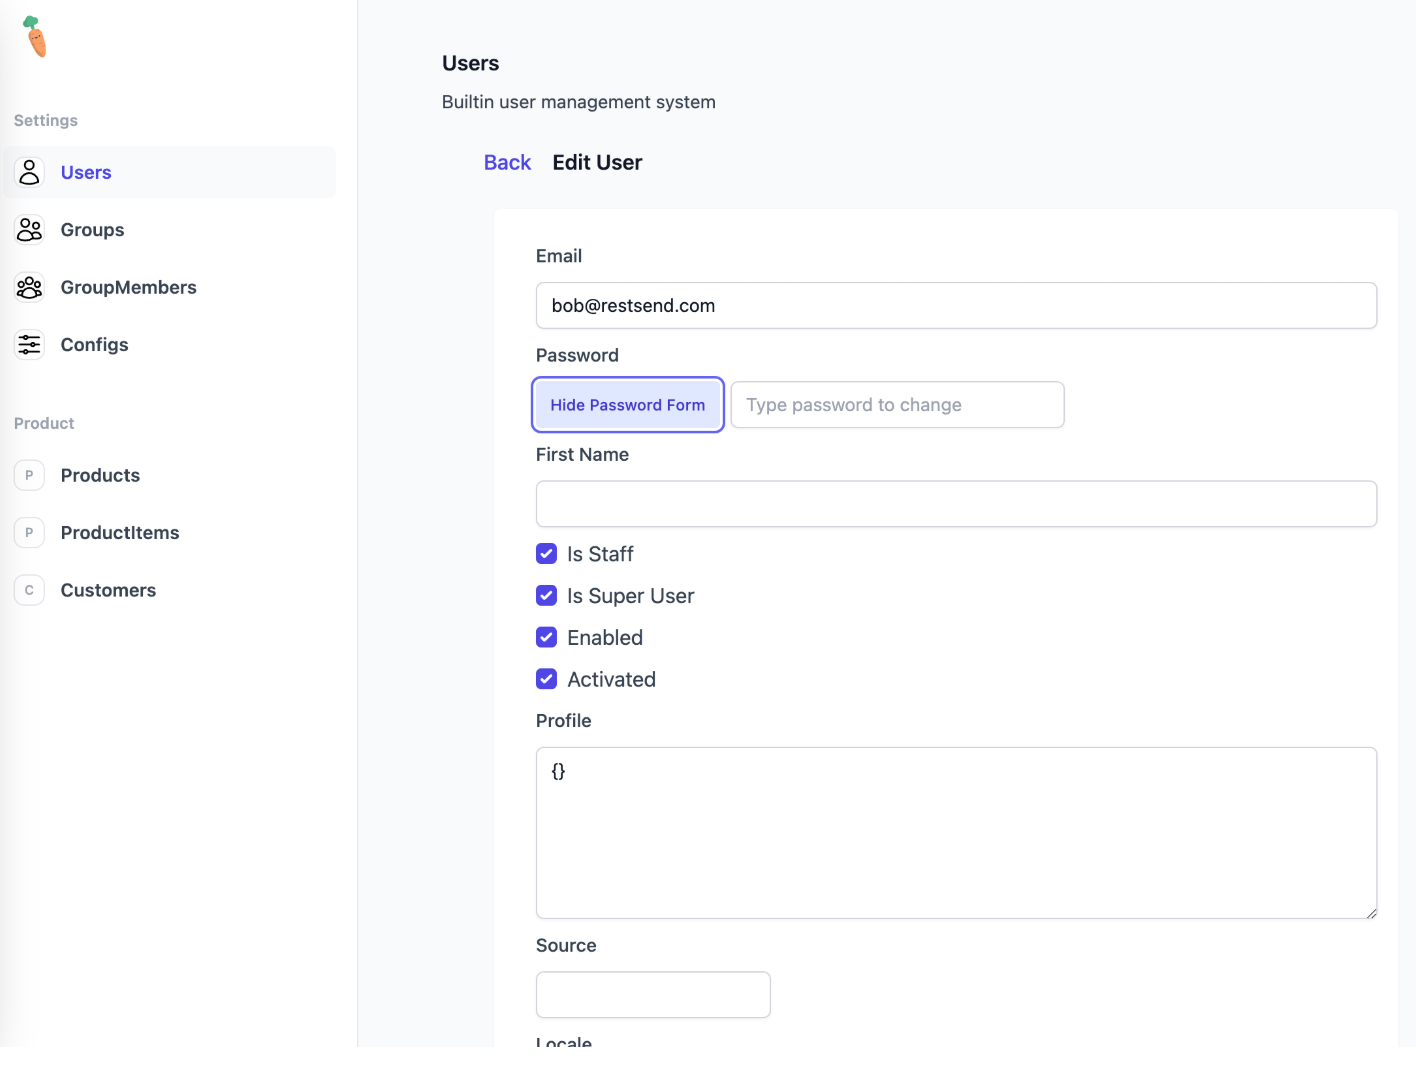 Settings
Users
Groups
GroupMembers
Configs
Product
P Products
P ProductItems
C Customers
Users
Builtin user management system
Back Edit User
Email
bob@restsend.com
Password
Hide Password Form Type password to change
First Name
Is Staff
Is Super User
Enabled
Activated
Profile
{}
Source
Locale